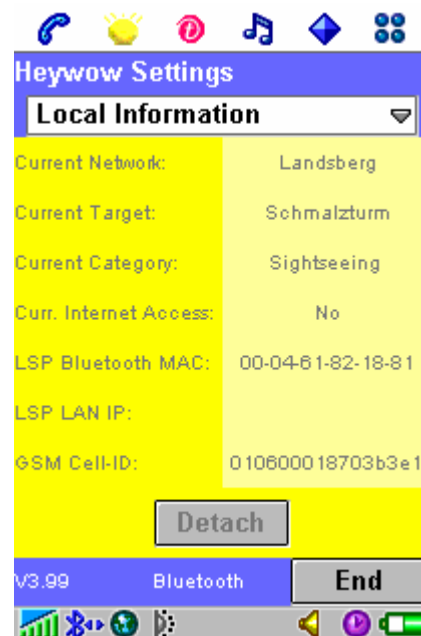 Heywow Settings
Local Information
Current Network: Landsberg
Current Target: Schmalzturm
Current Category: Sightseeing
Curr. Internet Access: No
LSP Bluetooth MAC: 00-04-61-82-18-81
LSP LAN IP:
GSM Cell-ID: 010600018703b3e1
Detach
V3.99 Bluetooth End